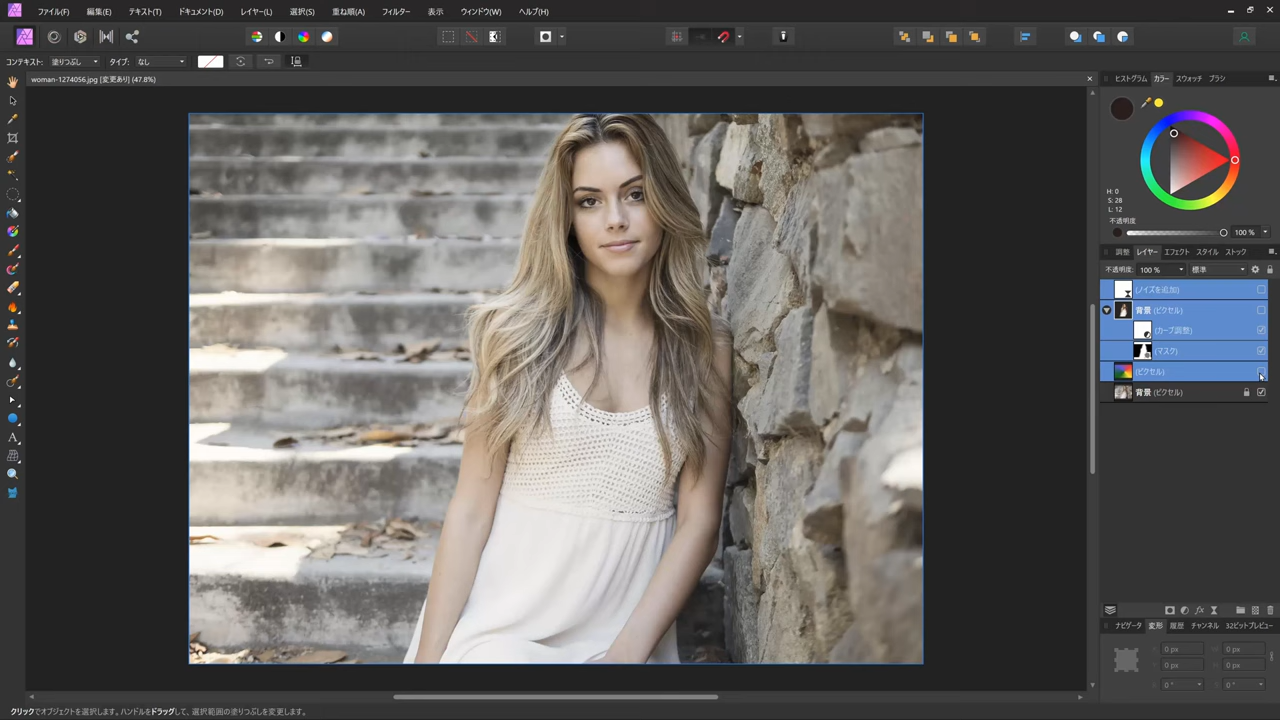 ファイル(F) 編集(E) テキスト(T) ドキュメント(D) レイヤー(L) 選択(S) 重ね順(A) フィルター 表示 ウィンドウ(W) ヘルプ(H)
コンテキスト: 塗りつぶし タイプ: なし
woman-1274056.jpg [変更あり] (47.8%)
ヒストグラム カラー スウォッチ ブラシ
H: 0
S: 28
L: 12
不透明度
100 %
調整 レイヤー エフェクト スタイル ストック
不透明度: 100 % 標準
(ノイズを追加)
背景 (ピクセル)
(カーブ調整)
(マスク)
(ピクセル)
背景 (ピクセル)
ナビゲータ 変形 履歴 チャンネル 32ビットプレビュー
X: 0 px W: 0 px
Y: 0 px H: 0 px
0 ° 0 °
クリックでオブジェクトを選択します。ハンドルをドラッグして、選択範囲の塗りつぶしを変更します。